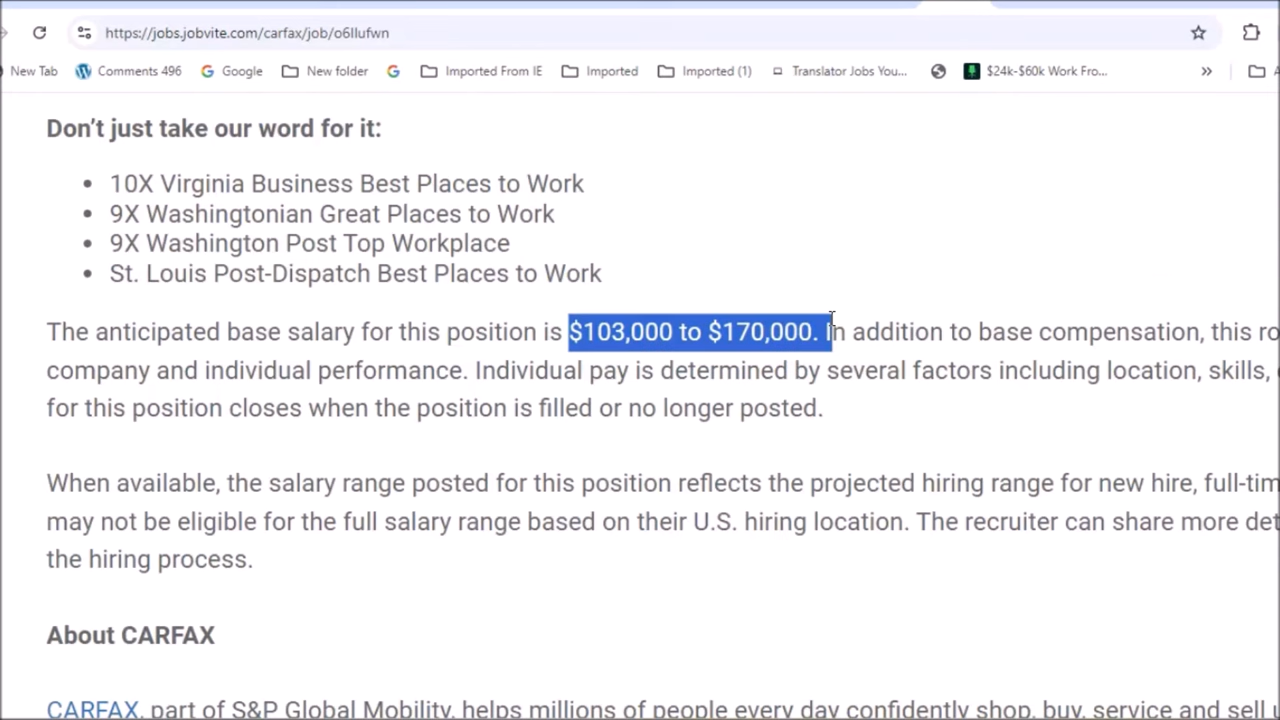 https://jobs.jobvite.com/carfax/job/o6llufwn
New Tab Comments 496 Google New folder Imported From IE Imported Imported (1) Translator Jobs You... $24k-$60k Work Fro... »
Don’t just take our word for it:
• 10X Virginia Business Best Places to Work
• 9X Washingtonian Great Places to Work
• 9X Washington Post Top Workplace
• St. Louis Post-Dispatch Best Places to Work
The anticipated base salary for this position is $103,000 to $170,000. In addition to base compensation, this ro
company and individual performance. Individual pay is determined by several factors including location, skills,
for this position closes when the position is filled or no longer posted.
When available, the salary range posted for this position reflects the projected hiring range for new hire, full-tim
may not be eligible for the full salary range based on their U.S. hiring location. The recruiter can share more det
the hiring process.
About CARFAX
CARFAX, part of S&P Global Mobility, helps millions of people every day confidently shop, buy, service and sell